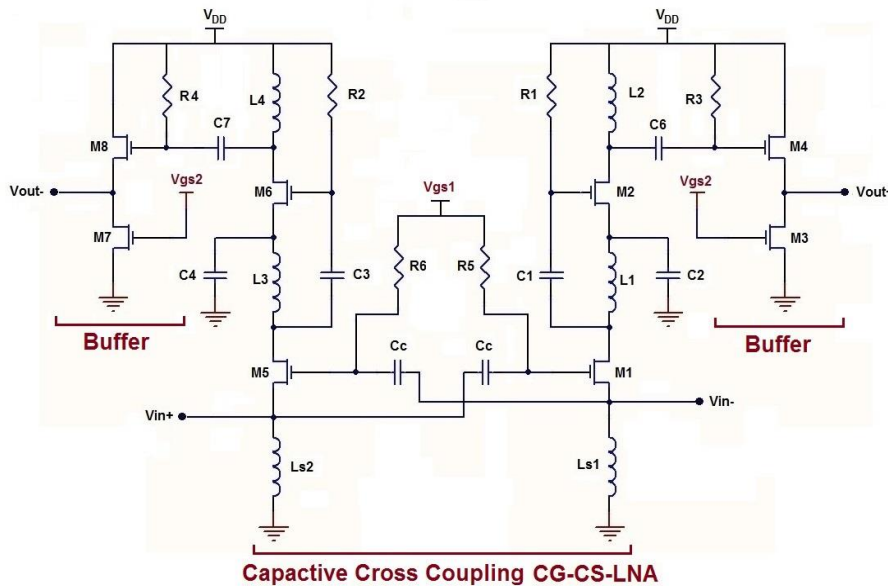 VDD VDD
R4 L4 R2 R1 L2 R3
C7 C6
M8 M4
Vout- Vgs2 M6 Vgs1 M2 Vgs2 Vout-
M7 R6 R5 M3
C4 L3 C3 C1 L1 C2
Buffer Buffer
Cc Cc
M5 M1
Vin+ Vin-
Ls2 Ls1
Capactive Cross Coupling CG-CS-LNA